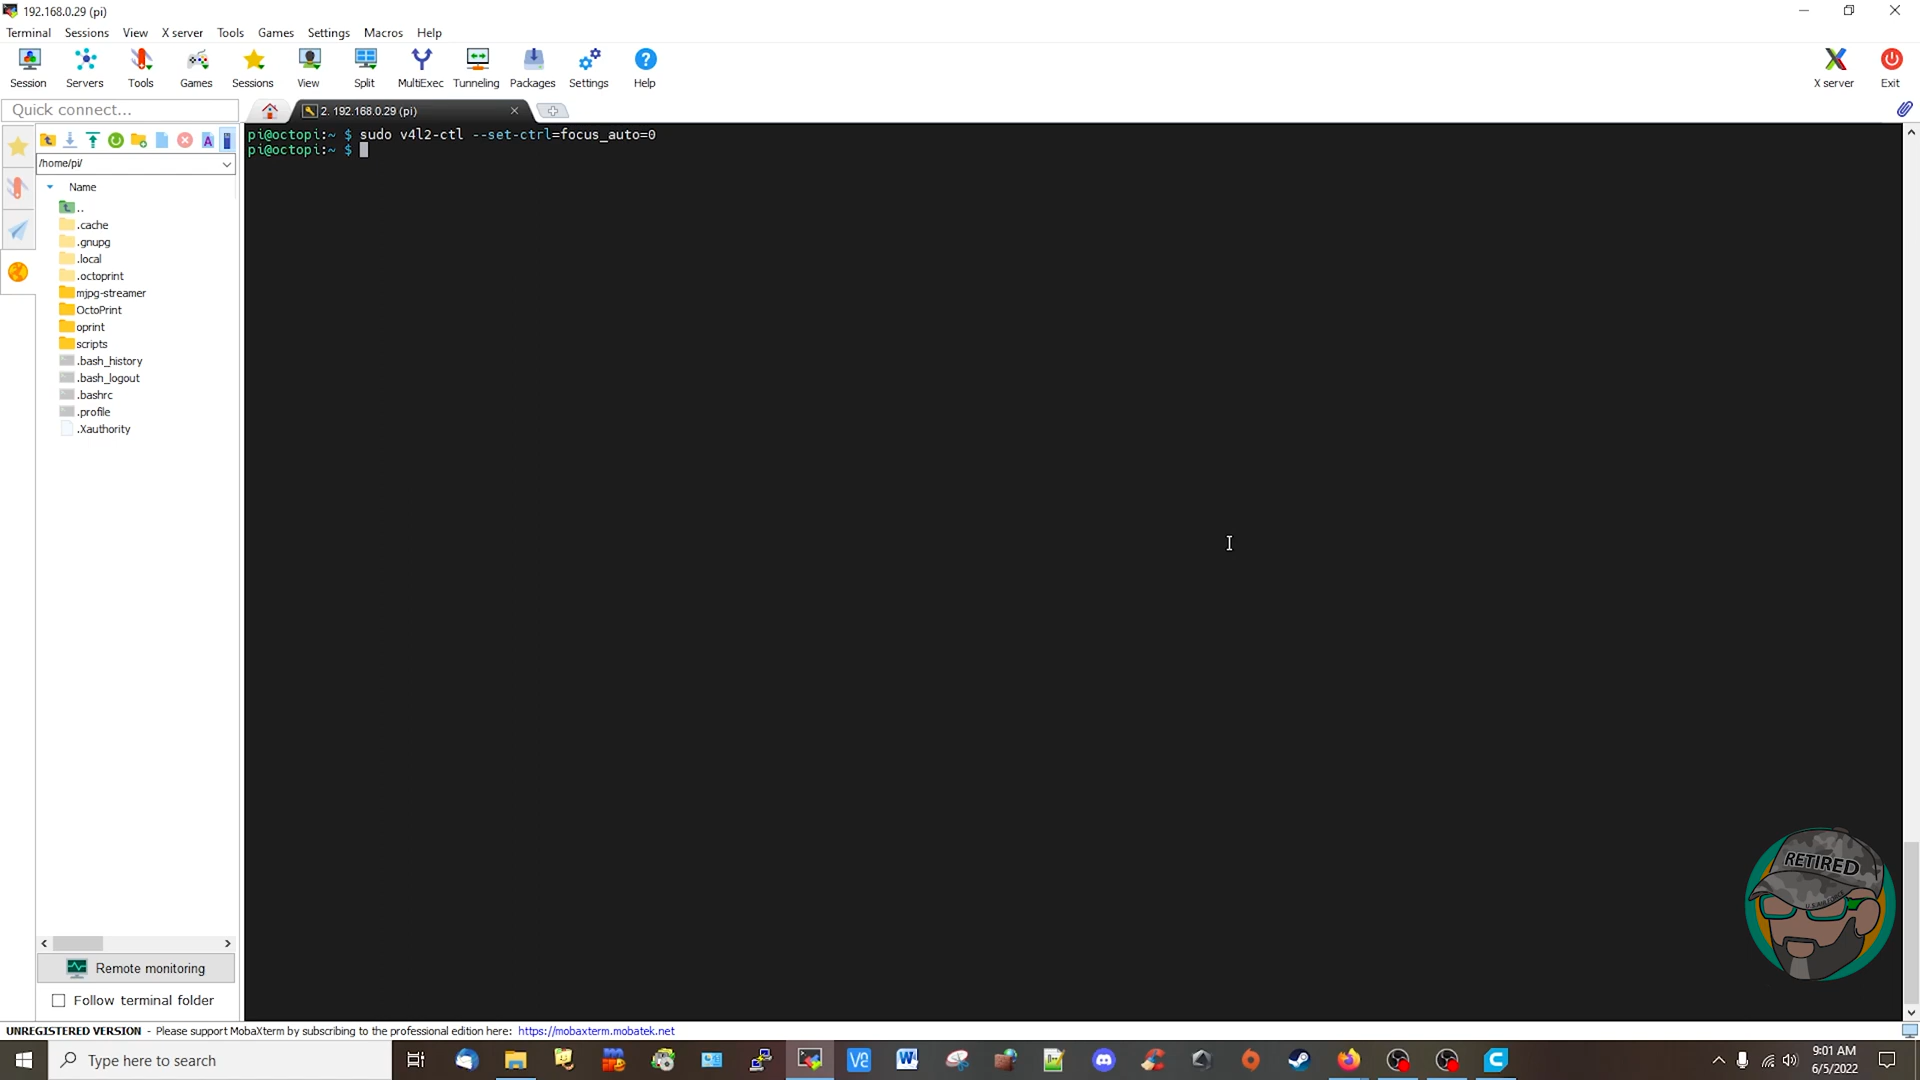 192.168.0.29 (pi)
Terminal Sessions View X server Tools Games Settings Macros Help
Session Servers Tools Games Sessions View Split MultiExec Tunneling Packages Settings Help X server Exit
Quick connect...
2. 192.168.0.29 (pi)
/home/pi/
Name
..
.cache
.gnupg
.local
.octoprint
mjpg-streamer
OctoPrint
oprint
scripts
.bash_history
.bash_logout
.bashrc
.profile
.Xauthority
pi@octopi:~ $ sudo v4l2-ctl --set-ctrl=focus_auto=0
pi@octopi:~ $
RETIRED
Remote monitoring
Follow terminal folder
UNREGISTERED VERSION - Please support MobaXterm by subscribing to the professional edition here: https://mobaxterm.mobatek.net
Type here to search
9:01 AM
6/5/2022